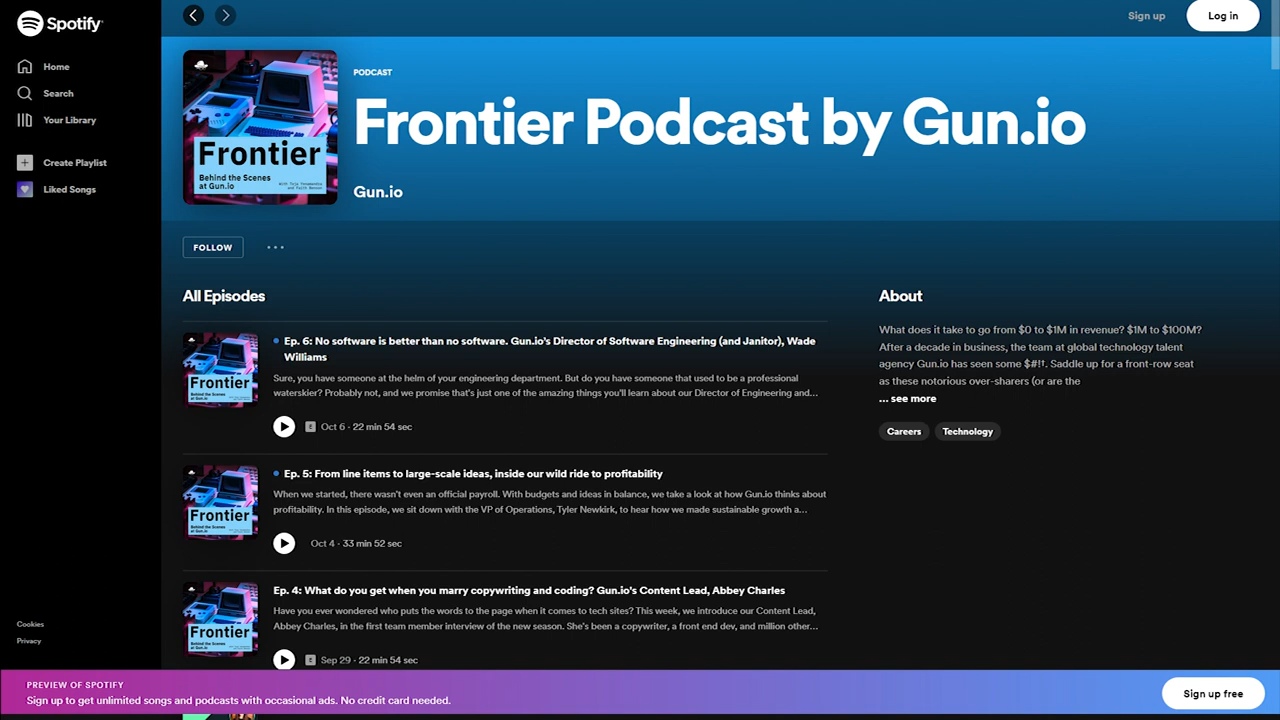 Spotify
Sign up
Log in
Home
Search
Your Library
Create Playlist
Liked Songs
Frontier
Behind the Scenes
at Gun.io
PODCAST
Frontier Podcast by Gun.io
Gun.io
FOLLOW
All Episodes
Frontier
Ep. 6: No software is better than no software. Gun.io's Director of Software Engineering (and Janitor), Wade
Williams
Sure, you have someone at the helm of your engineering department. But do you have someone that used to be a professional
waterskier? Probably not, and we promise that's just one of the amazing things you'll learn about our Director of Engineering and...
E Oct 6 · 22 min 54 sec
Frontier
Ep. 5: From line items to large-scale ideas, inside our wild ride to profitability
When we started, there wasn't even an official payroll. With budgets and ideas in balance, we take a look at how Gun.io thinks about
profitability. In this episode, we sit down with the VP of Operations, Tyler Newkirk, to hear how we made sustainable growth a...
Oct 4 · 33 min 52 sec
Frontier
Ep. 4: What do you get when you marry copywriting and coding? Gun.io's Content Lead, Abbey Charles
Have you ever wondered who puts the words to the page when it comes to tech sites? This week, we introduce our Content Lead,
Abbey Charles, in the first team member interview of the new season. She's been a copywriter, a front end dev, and million other...
E Sep 29 · 22 min 54 sec
About
What does it take to go from $0 to $1M in revenue? $1M to $100M?
After a decade in business, the team at global technology talent
agency Gun.io has seen some $#!†. Saddle up for a front-row seat
as these notorious over-sharers (or are the
... see more
Careers
Technology
Cookies
Privacy
PREVIEW OF SPOTIFY
Sign up to get unlimited songs and podcasts with occasional ads. No credit card needed.
Sign up free